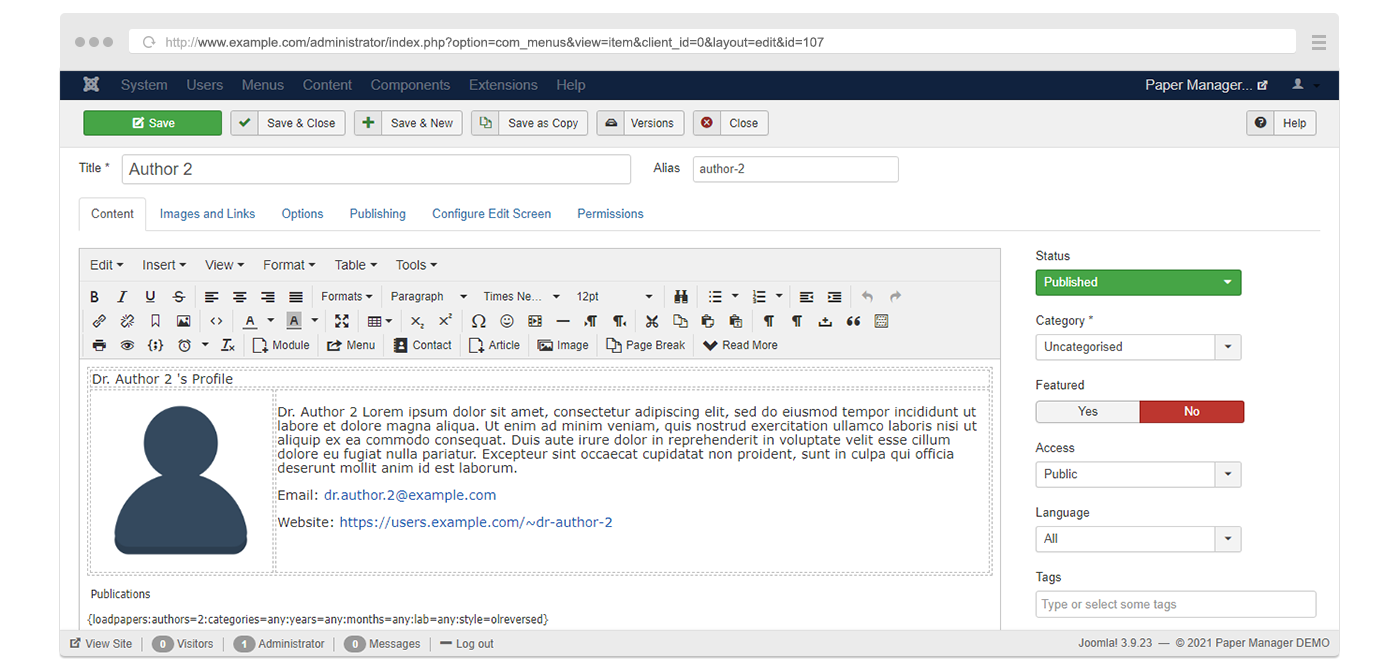 http://www.example.com/administrator/index.php?option=com_menus&view=item&client_id=0&layout=edit&id=107
System Users Menus Content Components Extensions Help Paper Manager...
Save Save & Close Save & New Save as Copy Versions Close Help
Title * Author 2 Alias author-2
Content Images and Links Options Publishing Configure Edit Screen Permissions
Edit Insert View Format Table Tools
B I U S Formats Paragraph Times Ne... 12pt
Module Menu Contact Article Image Page Break Read More
Dr. Author 2 's Profile
Dr. Author 2 Lorem ipsum dolor sit amet, consectetur adipiscing elit, sed do eiusmod tempor incididunt ut
labore et dolore magna aliqua. Ut enim ad minim veniam, quis nostrud exercitation ullamco laboris nisi ut
aliquip ex ea commodo consequat. Duis aute irure dolor in reprehenderit in voluptate velit esse cillum
dolore eu fugiat nulla pariatur. Excepteur sint occaecat cupidatat non proident, sunt in culpa qui officia
deserunt mollit anim id est laborum.
Email: dr.author.2@example.com
Website: https://users.example.com/~dr-author-2
Publications
{loadpapers:authors=2:categories=any:years=any:months=any:lab=any:style=olreversed}
Status
Published
Category *
Uncategorised
Featured
Yes No
Access
Public
Language
All
Tags
Type or select some tags
View Site 0 Visitors 1 Administrator 0 Messages Log out Joomla! 3.9.23 — © 2021 Paper Manager DEMO